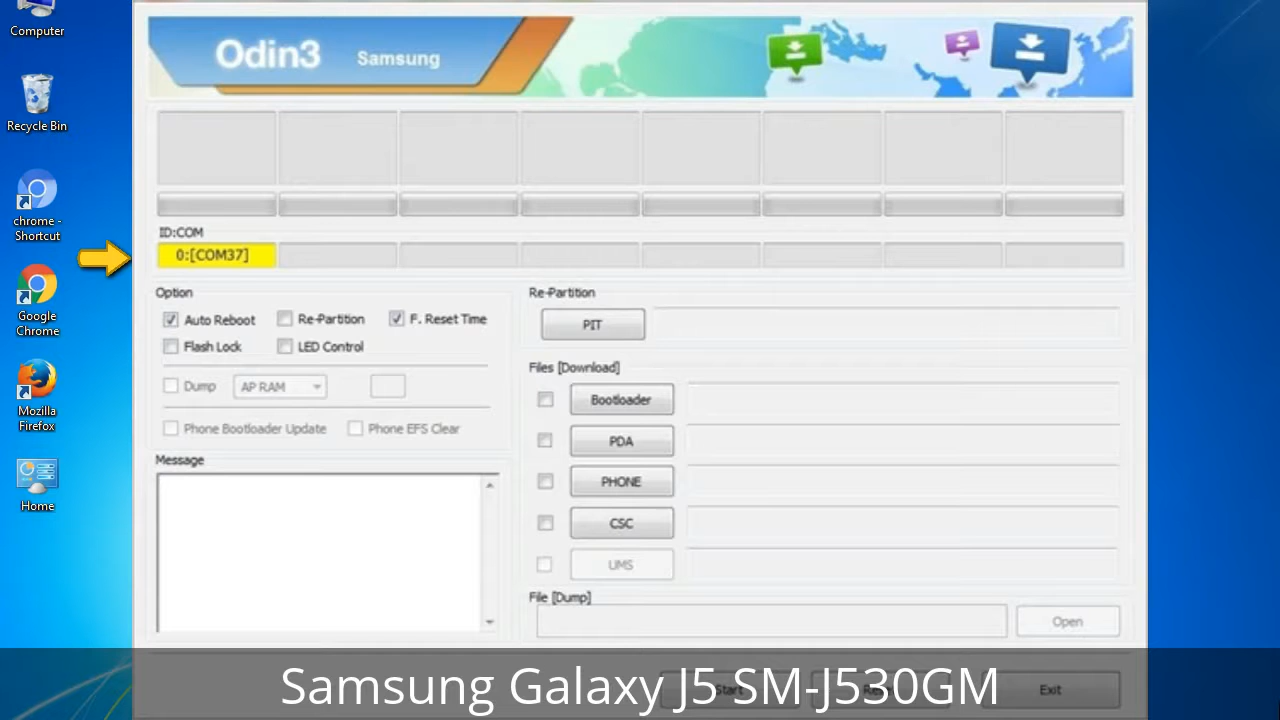 Computer
Recycle Bin
chrome -
Shortcut
Google
Chrome
Mozilla
Firefox
Home
Odin3 Samsung
ID:COM
0:[COM37]
Option
Auto Reboot Re-Partition F. Reset Time
Flash Lock LED Control
Dump AP RAM
Phone Bootloader Update Phone EFS Clear
Message
Re-Partition
PIT
Files [Download]
Bootloader
PDA
PHONE
CSC
UMS
File [Dump]
Open
Start Exit
Samsung Galaxy J5 SM-J530GM